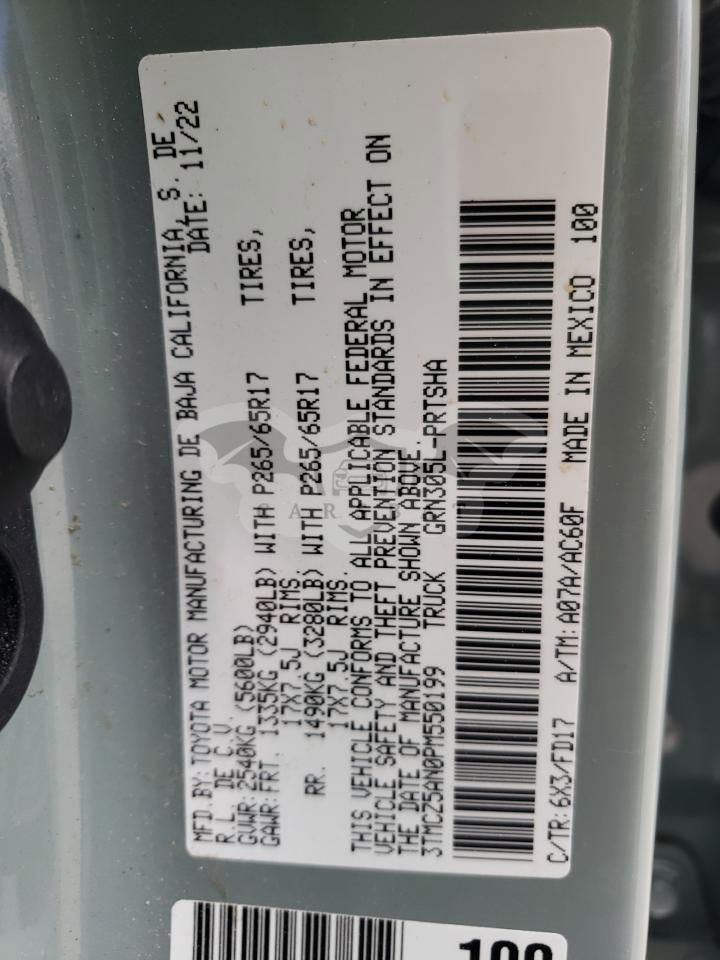 MFD.BY:TOYOTA MOTOR MANUFACTURING DE BAJA CALIFORNIA, S. DE
R.L. DE C.V. DATE: 11/22
GVWR:2540KG (5600LB)
GAWR:FRT. 1335KG (2940LB) WITH P265/65R17 TIRES,
17X7.5J RIMS
RR. 1490KG (3280LB) WITH P265/65R17 TIRES,
17X7.5J RIMS.
THIS VEHICLE CONFORMS TO ALL APPLICABLE FEDERAL MOTOR
VEHICLE SAFETY AND THEFT PREVENTION STANDARDS IN EFFECT ON
THE DATE OF MANUFACTURE SHOWN ABOVE.
3TMCZ5AN0PM550199 TRUCK GRN305L-PRTSHA
C/TR:6X3/FD17 A/TM:A07A/AC60F MADE IN MEXICO 100